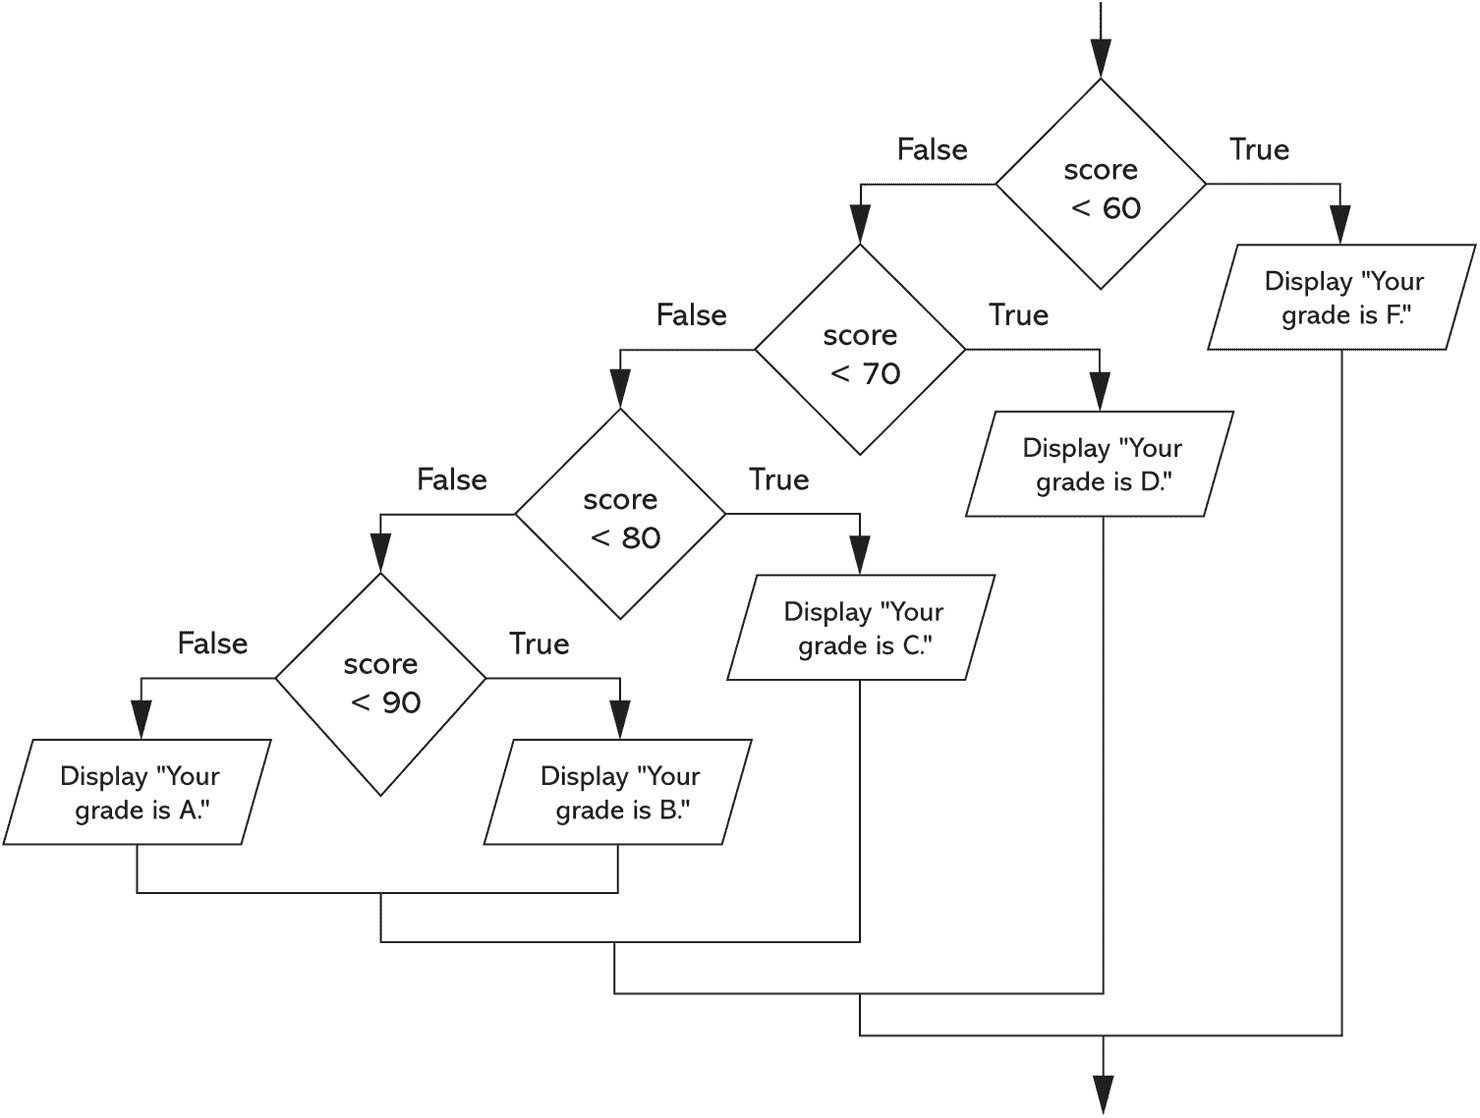 False
True
score
< 60
Display "Your
grade is F."
False
True
score
< 70
Display "Your
grade is D."
False
True
score
< 80
Display "Your
grade is C."
False
True
score
< 90
Display "Your
grade is A."
Display "Your
grade is B."